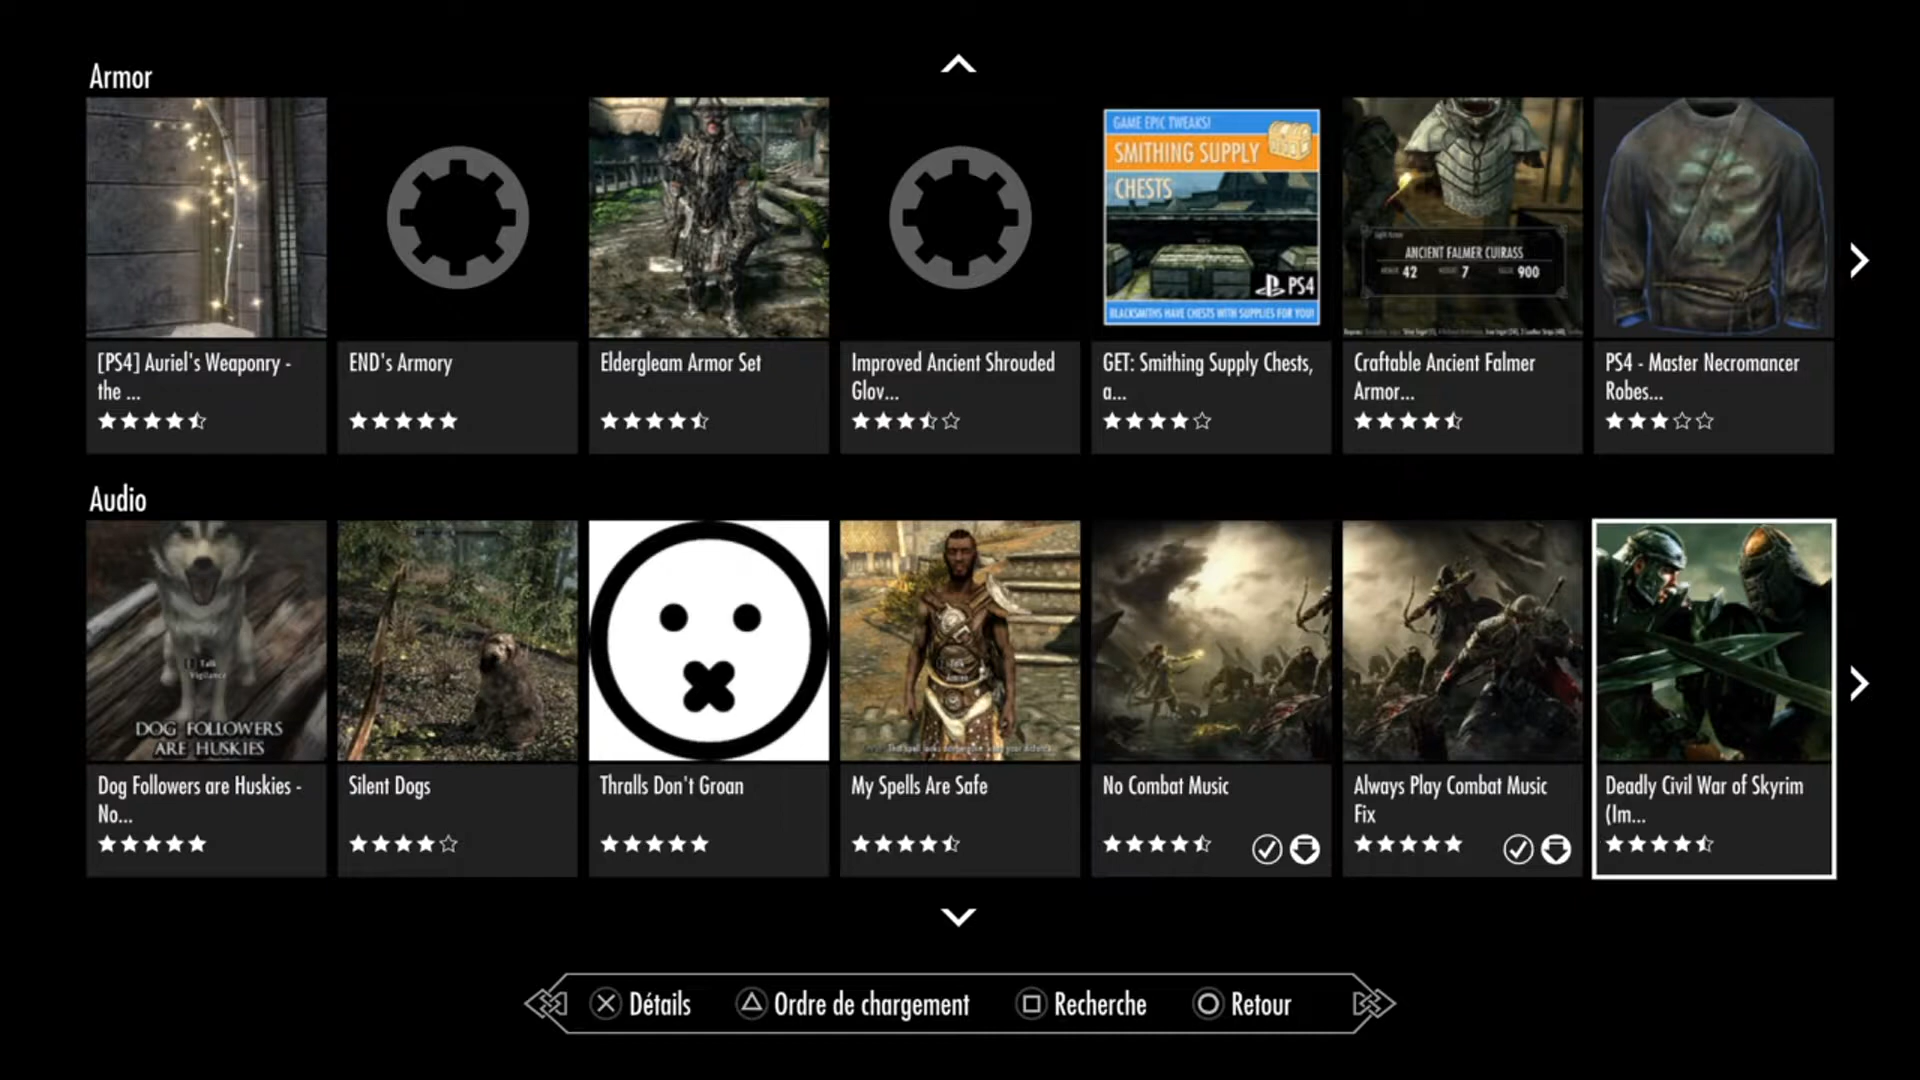 Armor
GAME EPIC TWEAKS!
SMITHING SUPPLY
CHESTS
PS4
BLACKSMITHS HAVE CHESTS WITH SUPPLIES FOR YOU!
ANCIENT FALMER CUIRASS
42 7 900
[PS4] Auriel's Weaponry -
the ...
END's Armory
Eldergleam Armor Set
Improved Ancient Shrouded
Glov...
GET: Smithing Supply Chests,
a...
Craftable Ancient Falmer
Armor...
PS4 - Master Necromancer
Robes...
Audio
Talk
Vigilance
DOG FOLLOWERS
ARE HUSKIES
Dog Followers are Huskies -
No...
Silent Dogs
Thralls Don't Groan
My Spells Are Safe
No Combat Music
Always Play Combat Music
Fix
Deadly Civil War of Skyrim
(Im...
Détails
Ordre de chargement
Recherche
Retour